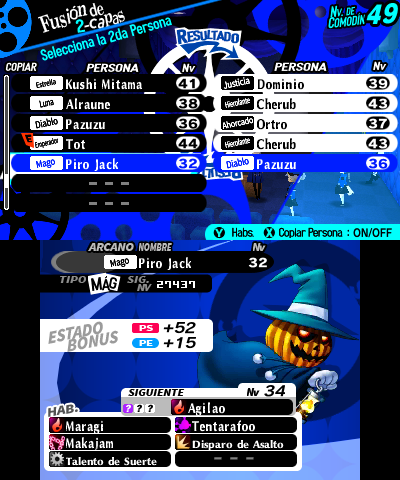 Fusión de
2-capas
Selecciona la 2da Persona
RESULTADO
NV. DE COMODÍN 49
COPIAR PERSONA Nv PERSONA Nv
Estrella Kushi Mitama 41 Justicia Dominio 39
Luna Alraune 38 Hierofante Cherub 43
Diablo Pazuzu 36 Ahorcado Ortro 37
E Emperador Tot 44 Hierofante Cherub 43
Mago Piro Jack 32 Diablo Pazuzu 36
- - -
- - -
Y Habs. X Copiar Persona : ON/OFF
ARCANO NOMBRE Nv
Mago Piro Jack 32
TIPO MÁG SIG. NV 27437
ESTADO BONUS
PS +52
PE +15
SIGUIENTE Nv 34
? ? ? Agilao
HAB.
Maragi Tentarafoo
Makajam Disparo de Asalto
Talento de Suerte - - -